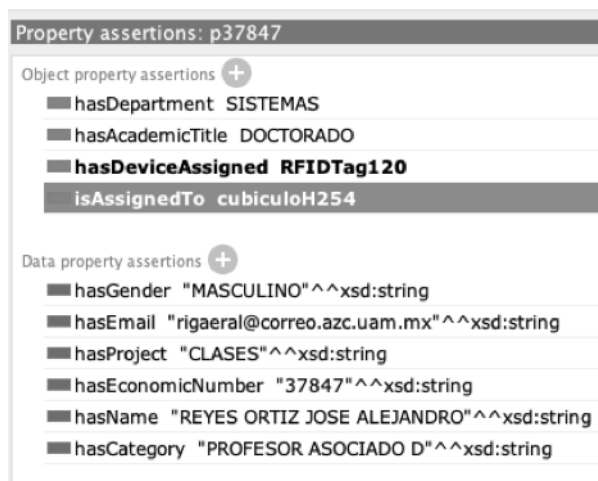 Property assertions: p37847
Object property assertions
hasDepartment SISTEMAS
hasAcademicTitle DOCTORADO
hasDeviceAssigned RFIDTag120
isAssignedTo cubiculoH254
Data property assertions
hasGender "MASCULINO"^^xsd:string
hasEmail "rigaeral@correo.azc.uam.mx"^^xsd:string
hasProject "CLASES"^^xsd:string
hasEconomicNumber "37847"^^xsd:string
hasName "REYES ORTIZ JOSE ALEJANDRO"^^xsd:string
hasCategory "PROFESOR ASOCIADO D"^^xsd:string